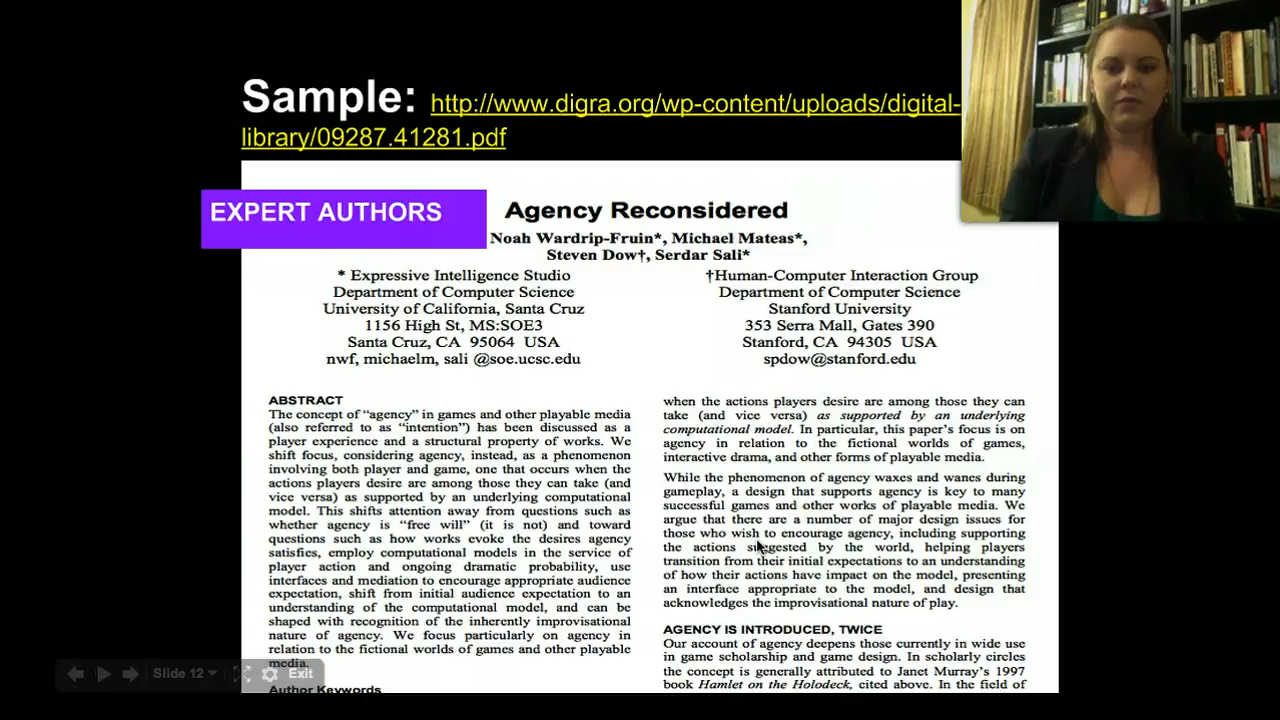 Sample: http://www.digra.org/wp-content/uploads/digital-
library/09287.41281.pdf
EXPERT AUTHORS
Agency Reconsidered
Noah Wardrip-Fruin*, Michael Mateas*,
Steven Dow†, Serdar Sali*
* Expressive Intelligence Studio
Department of Computer Science
University of California, Santa Cruz
1156 High St, MS:SOE3
Santa Cruz, CA 95064 USA
nwf, michaelm, sali @soe.ucsc.edu
†Human-Computer Interaction Group
Department of Computer Science
Stanford University
353 Serra Mall, Gates 390
Stanford, CA 94305 USA
spdow@stanford.edu
ABSTRACT
The concept of “agency” in games and other playable media
(also referred to as “intention”) has been discussed as a
player experience and a structural property of works. We
shift focus, considering agency, instead, as a phenomenon
involving both player and game, one that occurs when the
actions players desire are among those they can take (and
vice versa) as supported by an underlying computational
model. This shifts attention away from questions such as
whether agency is “free will” (it is not) and toward
questions such as how works evoke the desires agency
satisfies, employ computational models in the service of
player action and ongoing dramatic probability, use
interfaces and mediation to encourage appropriate audience
expectation, shift from initial audience expectation to an
understanding of the computational model, and can be
shaped with recognition of the inherently improvisational
nature of agency. We focus particularly on agency in
relation to the fictional worlds of games and other playable
media.
Author Keywords
when the actions players desire are among those they can
take (and vice versa) as supported by an underlying
computational model. In particular, this paper's focus is on
agency in relation to the fictional worlds of games,
interactive drama, and other forms of playable media.
While the phenomenon of agency waxes and wanes during
gameplay, a design that supports agency is key to many
successful games and other works of playable media. We
argue that there are a number of major design issues for
those who wish to encourage agency, including supporting
the actions suggested by the world, helping players
transition from their initial expectations to an understanding
of how their actions have impact on the model, presenting
an interface appropriate to the model, and design that
acknowledges the improvisational nature of play.
AGENCY IS INTRODUCED, TWICE
Our account of agency deepens those currently in wide use
in game scholarship and game design. In scholarly circles
the concept is generally attributed to Janet Murray's 1997
book Hamlet on the Holodeck, cited above. In the field of
Slide 12
Exit